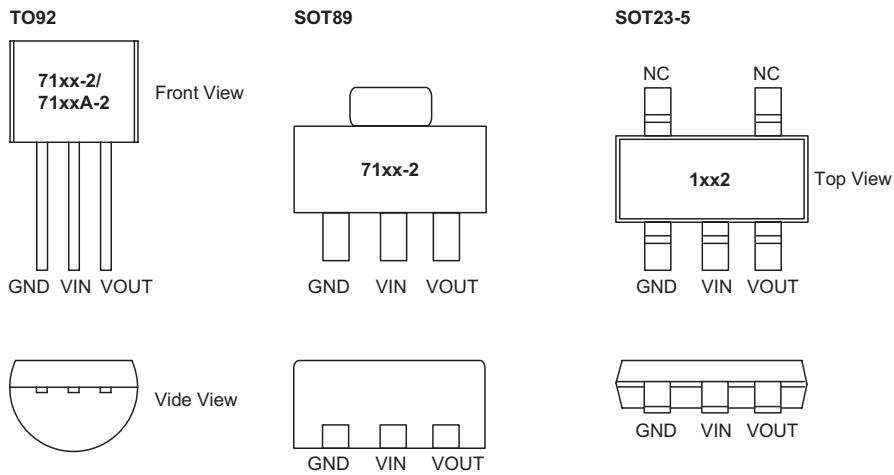 TO92
SOT89
SOT23-5
71xx-2/
71xxA-2
Front View
71xx-2
NC NC
1xx2
Top View
GND VIN VOUT
GND VIN VOUT
GND VIN VOUT
Vide View
GND VIN VOUT
GND VIN VOUT